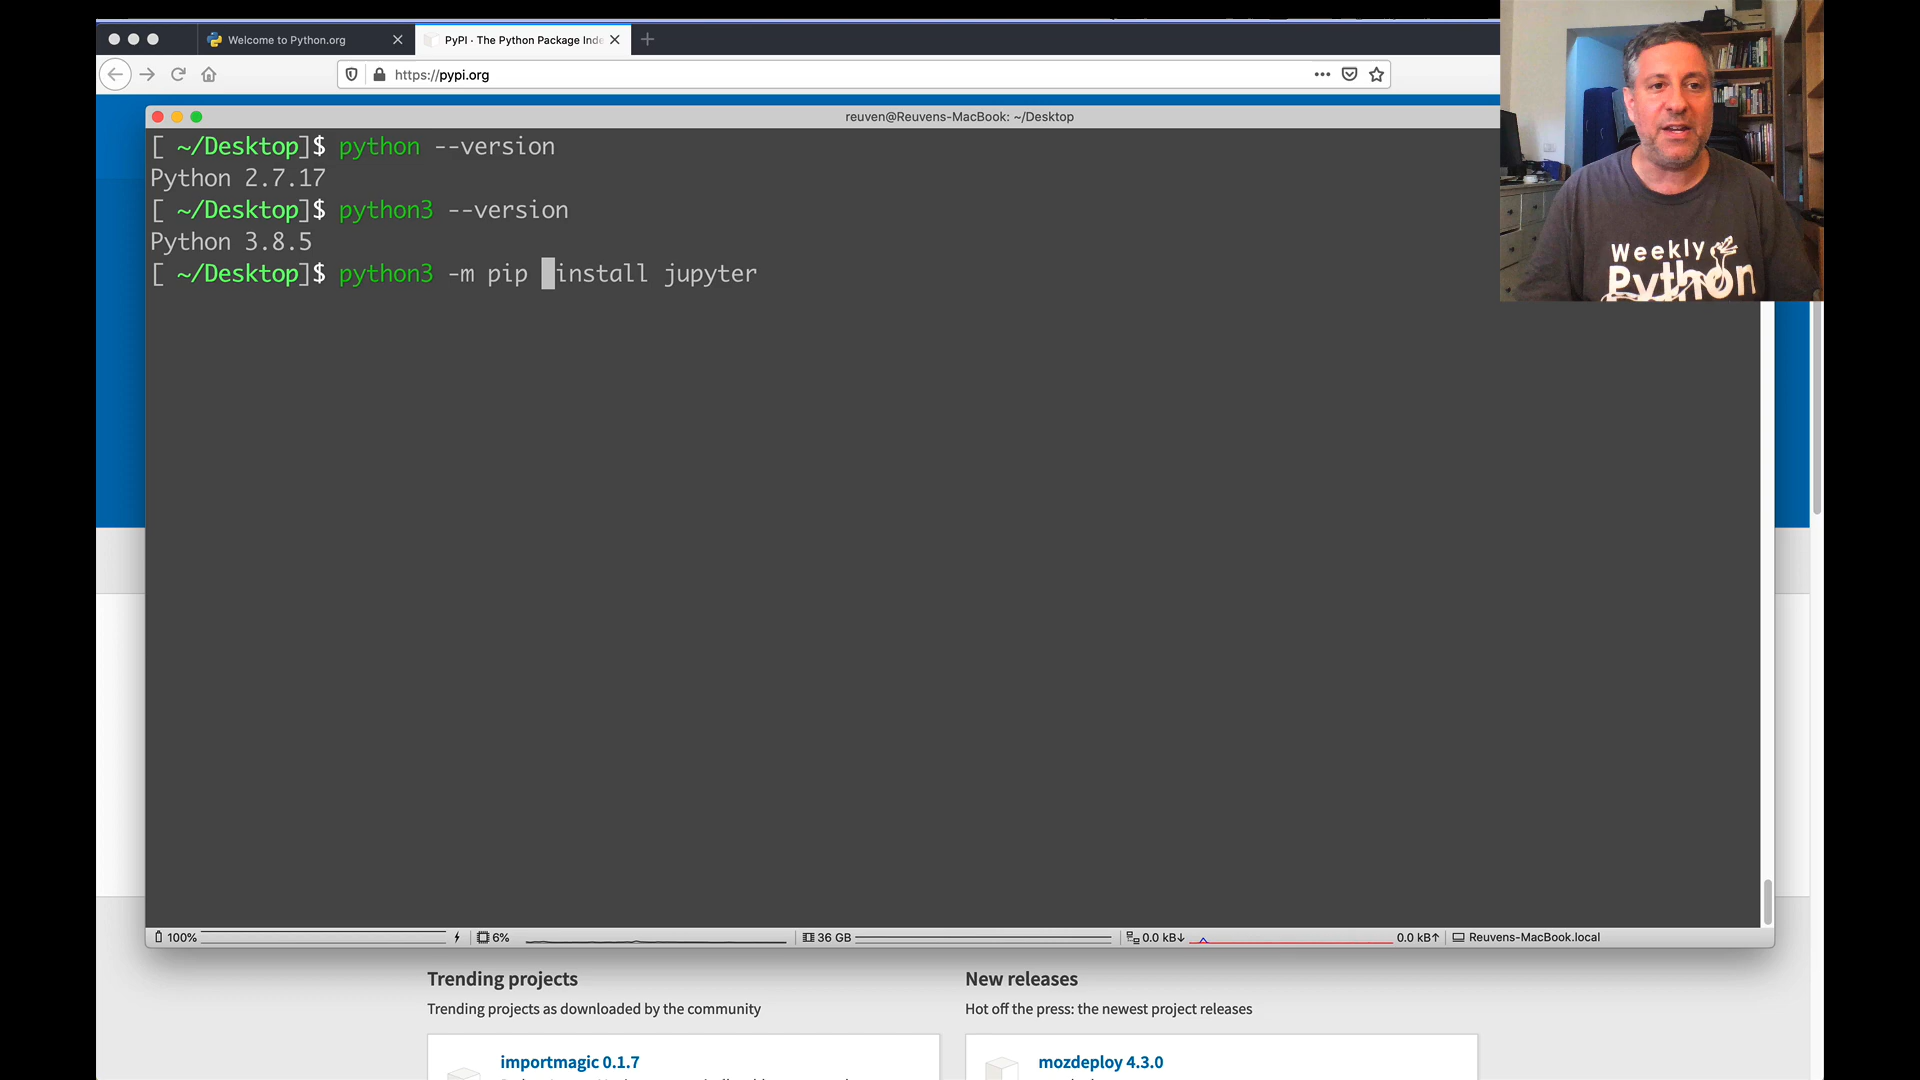 Welcome to Python.org
PyPI · The Python Package Inde
https://pypi.org
reuven@Reuvens-MacBook: ~/Desktop
[ ~/Desktop]$ python --version
Python 2.7.17
[ ~/Desktop]$ python3 --version
Python 3.8.5
[ ~/Desktop]$ python3 -m pip install jupyter
Weekly
Python
100%
6%
36 GB
0.0 kB↓
0.0 kB↑
Reuvens-MacBook.local
Trending projects
Trending projects as downloaded by the community
New releases
Hot off the press: the newest project releases
importmagic 0.1.7
mozdeploy 4.3.0